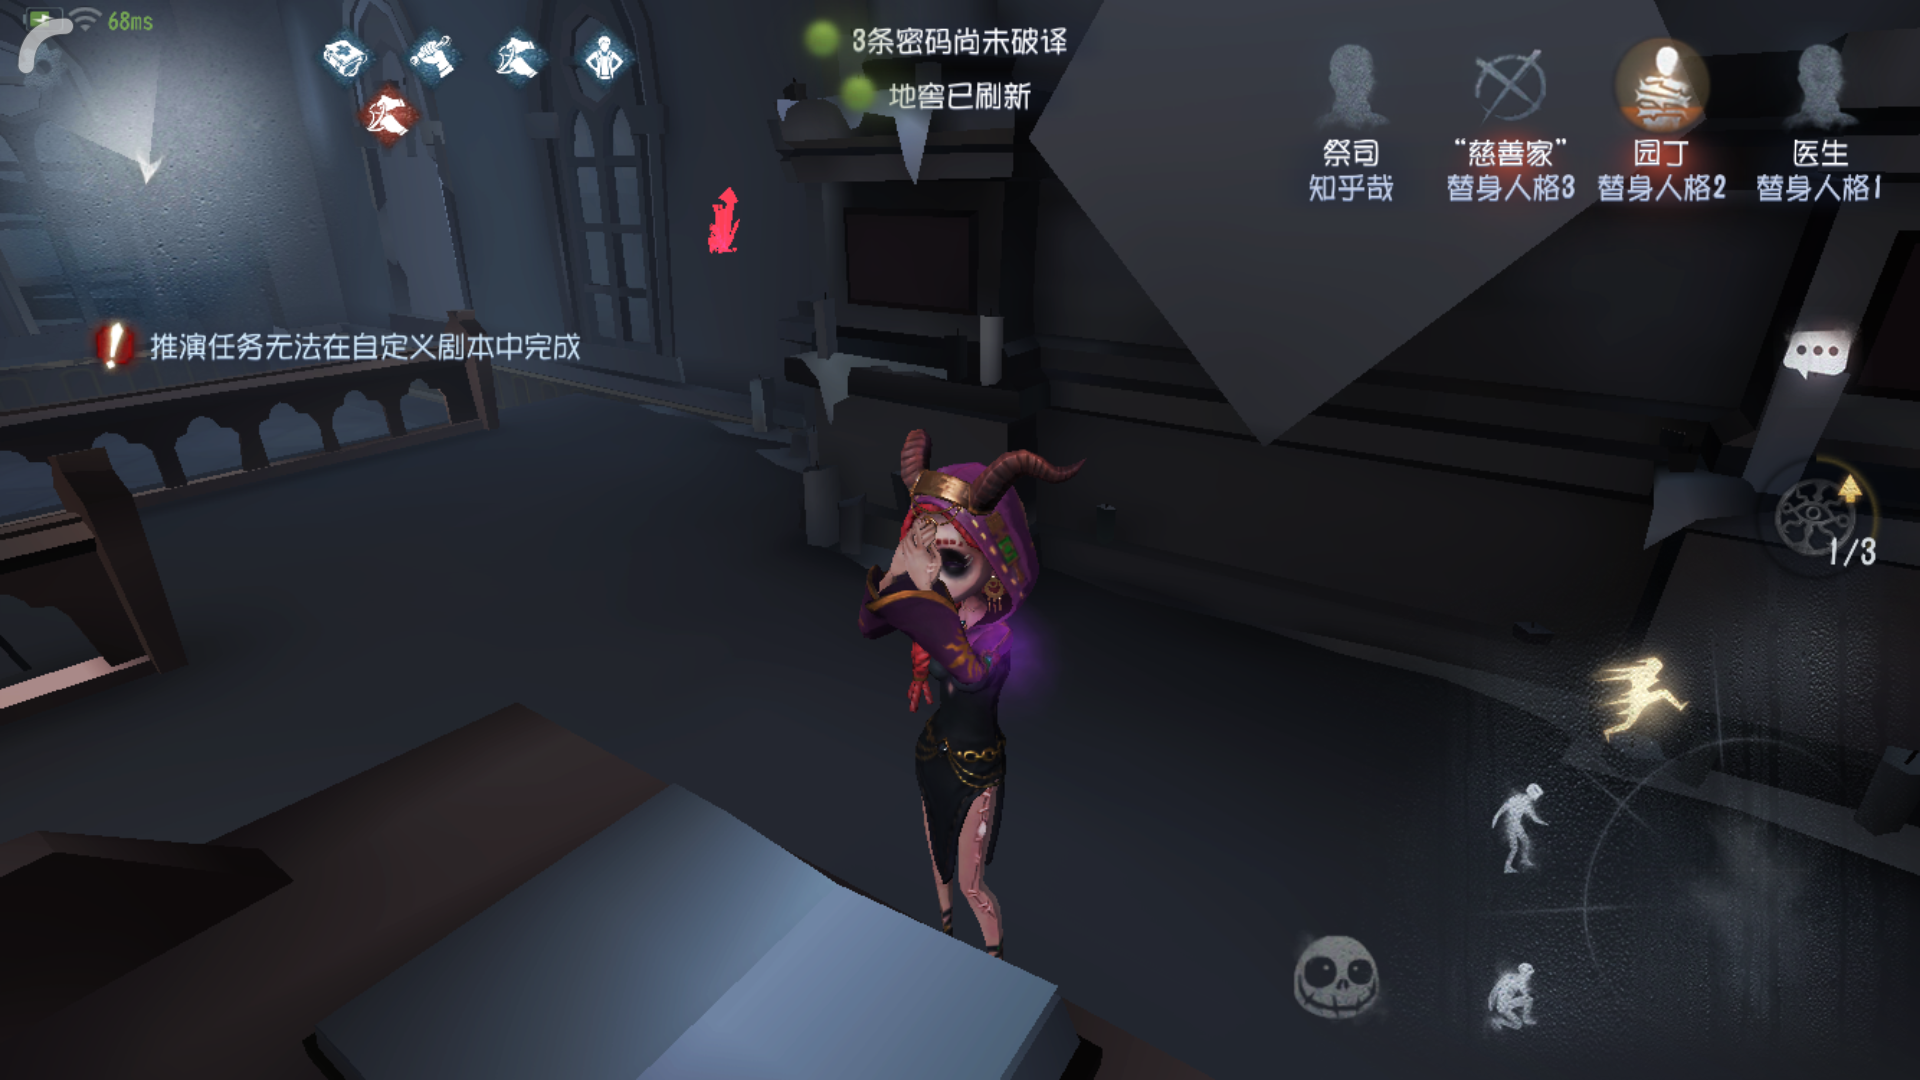 68ms
3条密码尚未破译
地窖已刷新
祭司
知乎哉
“慈善家”
替身人格3
园丁
替身人格2
医生
替身人格1
推演任务无法在自定义剧本中完成
1/3